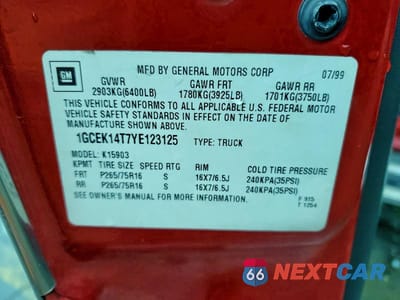 GM
MFD BY GENERAL MOTORS CORP 07/99
GVWR GAWR FRT GAWR RR
2903KG(6400LB) 1780KG(3925LB) 1701KG(3750LB)
THIS VEHICLE CONFORMS TO ALL APPLICABLE U.S. FEDERAL MOTOR
VEHICLE SAFETY STANDARDS IN EFFECT ON THE DATE OF
MANUFACTURE SHOWN ABOVE.
1GCEK14T7YE123125 TYPE: TRUCK
MODEL: K15903
KPMT TIRE SIZE SPEED RTG RIM COLD TIRE PRESSURE
FRT P265/75R16 S 16X7/6.5J 240KPA(35PSI)
RR P265/75R16 S 16X7/6.5J 240KPA(35PSI)
SEE OWNER'S MANUAL FOR MORE INFORMATION.
F 915
T 1254
66 NEXTCAR